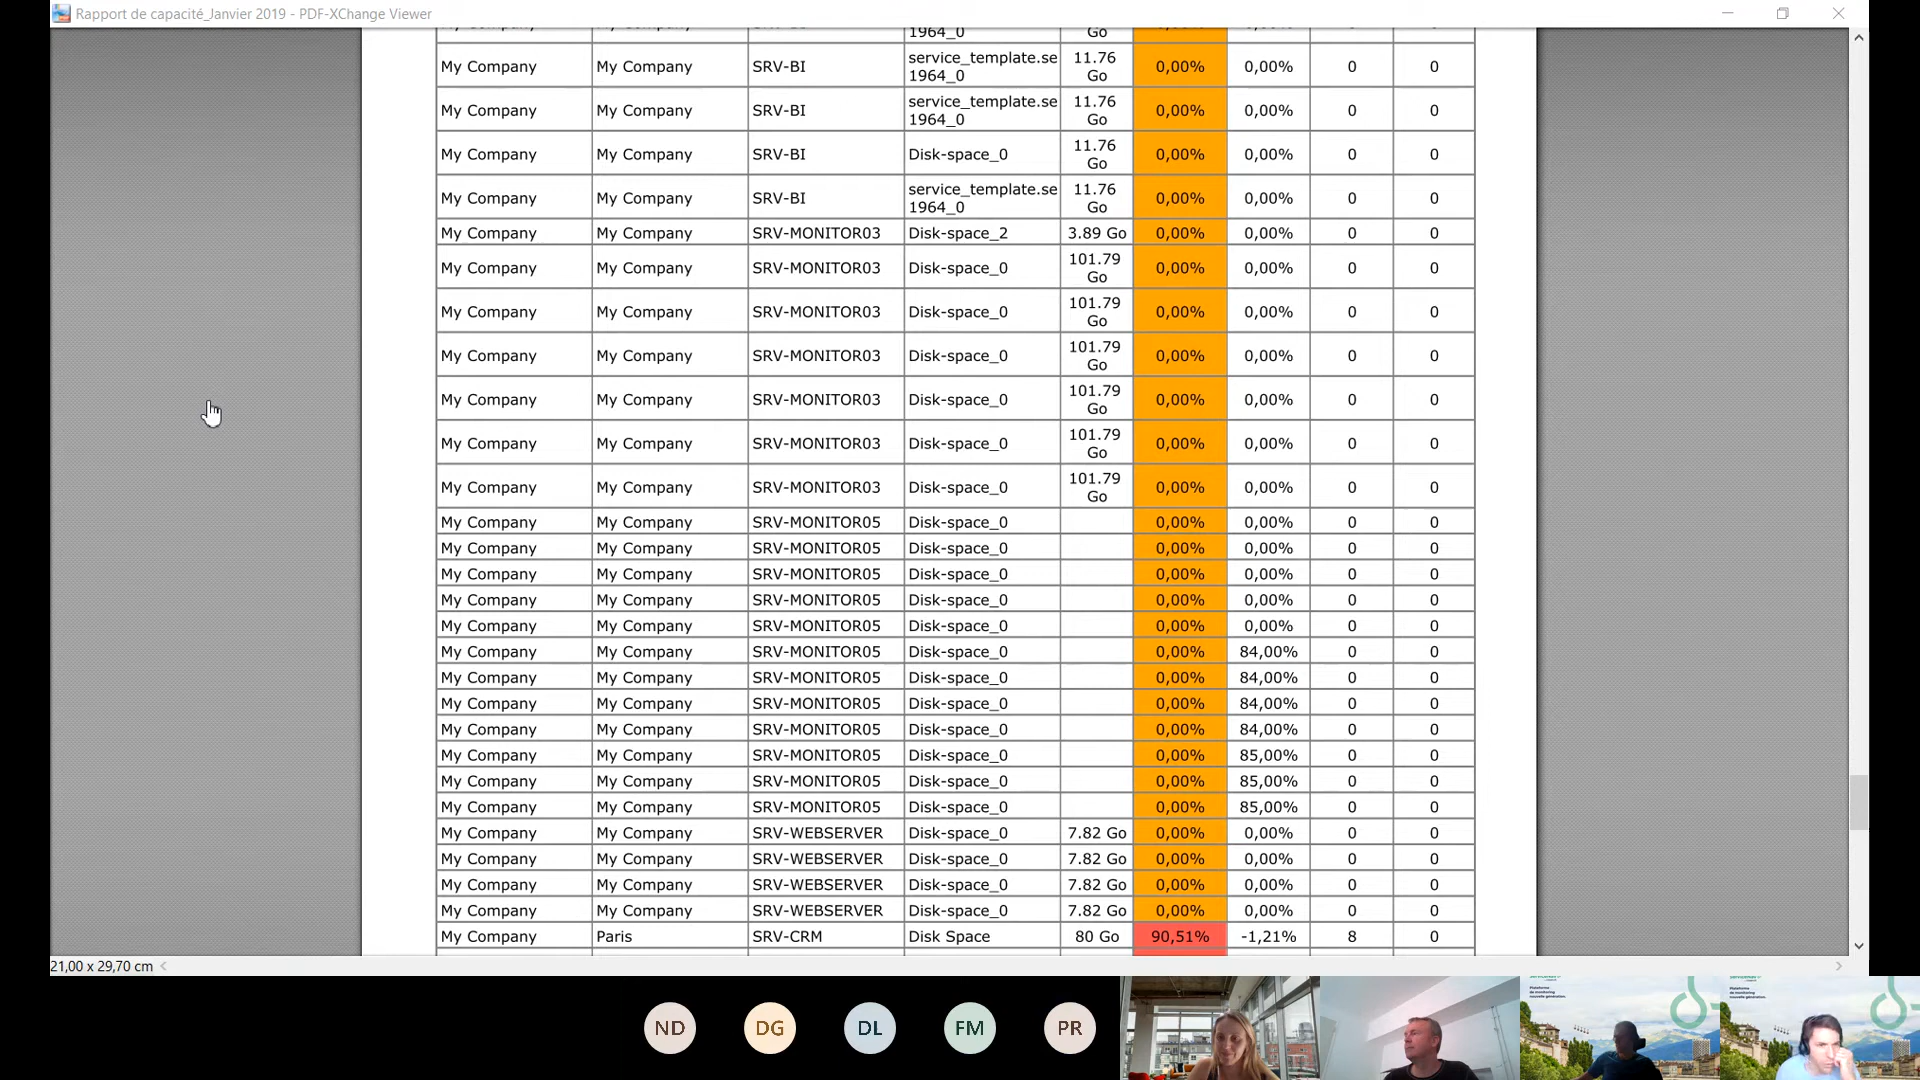 Rapport de capacité_Janvier 2019 - PDF-XChange Viewer
1964_0 Go
My Company My Company SRV-BI service_template.se 1964_0 11.76 Go 0,00% 0,00% 0 0
My Company My Company SRV-BI service_template.se 1964_0 11.76 Go 0,00% 0,00% 0 0
My Company My Company SRV-BI Disk-space_0 11.76 Go 0,00% 0,00% 0 0
My Company My Company SRV-BI service_template.se 1964_0 11.76 Go 0,00% 0,00% 0 0
My Company My Company SRV-MONITOR03 Disk-space_2 3.89 Go 0,00% 0,00% 0 0
My Company My Company SRV-MONITOR03 Disk-space_0 101.79 Go 0,00% 0,00% 0 0
My Company My Company SRV-MONITOR03 Disk-space_0 101.79 Go 0,00% 0,00% 0 0
My Company My Company SRV-MONITOR03 Disk-space_0 101.79 Go 0,00% 0,00% 0 0
My Company My Company SRV-MONITOR03 Disk-space_0 101.79 Go 0,00% 0,00% 0 0
My Company My Company SRV-MONITOR03 Disk-space_0 101.79 Go 0,00% 0,00% 0 0
My Company My Company SRV-MONITOR03 Disk-space_0 101.79 Go 0,00% 0,00% 0 0
My Company My Company SRV-MONITOR05 Disk-space_0 0,00% 0,00% 0 0
My Company My Company SRV-MONITOR05 Disk-space_0 0,00% 0,00% 0 0
My Company My Company SRV-MONITOR05 Disk-space_0 0,00% 0,00% 0 0
My Company My Company SRV-MONITOR05 Disk-space_0 0,00% 0,00% 0 0
My Company My Company SRV-MONITOR05 Disk-space_0 0,00% 0,00% 0 0
My Company My Company SRV-MONITOR05 Disk-space_0 0,00% 84,00% 0 0
My Company My Company SRV-MONITOR05 Disk-space_0 0,00% 84,00% 0 0
My Company My Company SRV-MONITOR05 Disk-space_0 0,00% 84,00% 0 0
My Company My Company SRV-MONITOR05 Disk-space_0 0,00% 84,00% 0 0
My Company My Company SRV-MONITOR05 Disk-space_0 0,00% 85,00% 0 0
My Company My Company SRV-MONITOR05 Disk-space_0 0,00% 85,00% 0 0
My Company My Company SRV-MONITOR05 Disk-space_0 0,00% 85,00% 0 0
My Company My Company SRV-WEBSERVER Disk-space_0 7.82 Go 0,00% 0,00% 0 0
My Company My Company SRV-WEBSERVER Disk-space_0 7.82 Go 0,00% 0,00% 0 0
My Company My Company SRV-WEBSERVER Disk-space_0 7.82 Go 0,00% 0,00% 0 0
My Company My Company SRV-WEBSERVER Disk-space_0 7.82 Go 0,00% 0,00% 0 0
My Company Paris SRV-CRM Disk Space 80 Go 90,51% -1,21% 8 0
21,00 x 29,70 cm
ND DG DL FM PR
Plateforme
de monitoring
nouvelle génération.
Plateforme
de monitoring
nouvelle génération.